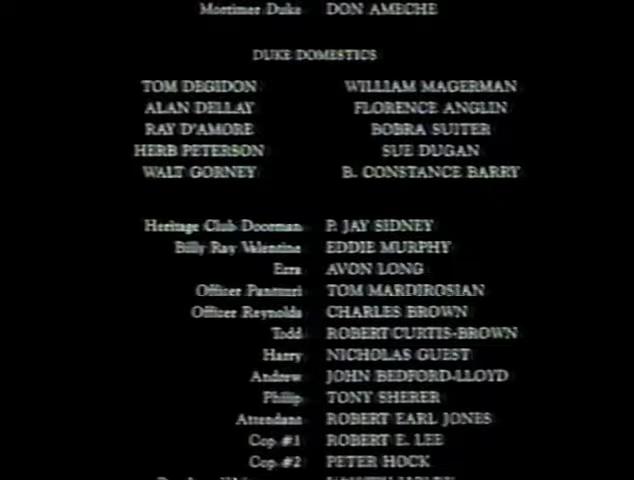 Mortimer Duke DON AMECHE
DUKE DOMESTICS
TOM DEGIDON WILLIAM MAGERMAN
ALAN DELLAY FLORENCE ANGLIN
RAY D'AMORE BOBRA SUITER
HERB PETERSON SUE DUGAN
WALT GORNEY B. CONSTANCE BARRY
Heritage Club Doorman P. JAY SIDNEY
Billy Ray Valentine EDDIE MURPHY
Ezra AVON LONG
Officer Pantuzzi TOM MARDIROSIAN
Officer Reynolds CHARLES BROWN
Todd ROBERT CURTIS-BROWN
Harry NICHOLAS GUEST
Andrew JOHN BEDFORD-LLOYD
Philip TONY SHERER
Attendant ROBERT EARL JONES
Cop #1 ROBERT E. LEE
Cop #2 PETER HOCK